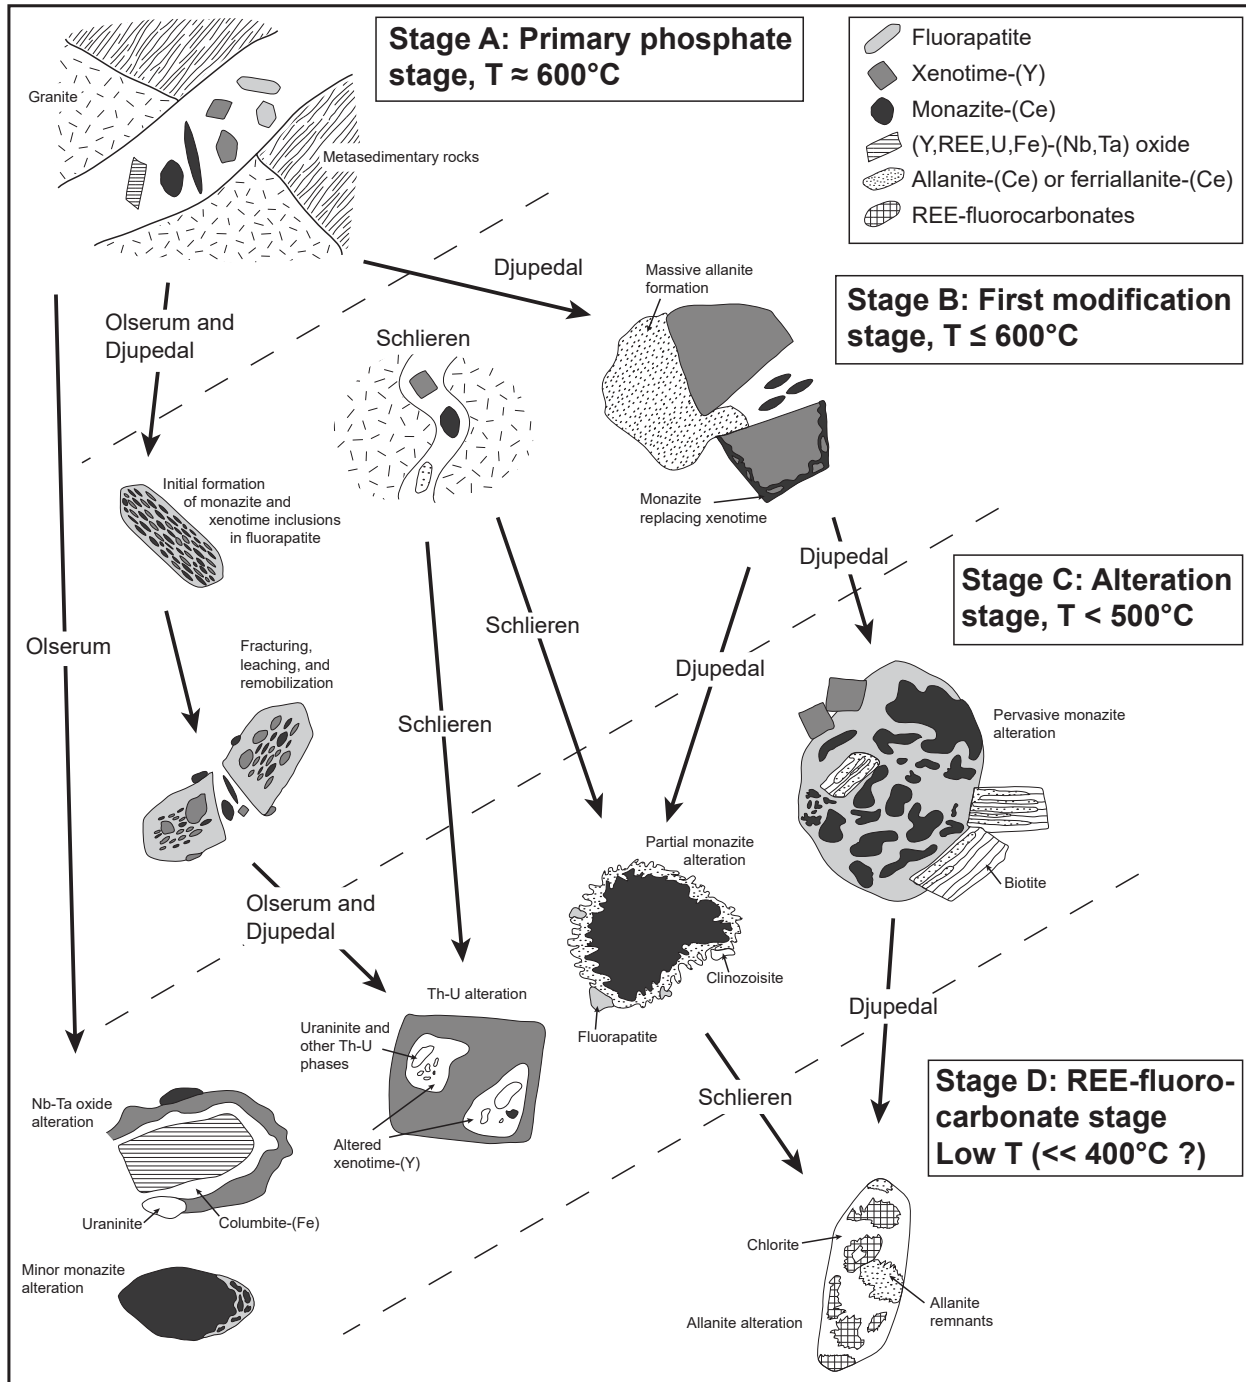 Stage A: Primary phosphate
stage, T ≈ 600°C
Fluorapatite
Xenotime-(Y)
Monazite-(Ce)
(Y,REE,U,Fe)-(Nb,Ta) oxide
Allanite-(Ce) or ferriallanite-(Ce)
REE-fluorocarbonates
Granite
Metasedimentary rocks
Djupedal
Massive allanite
formation
Stage B: First modification
stage, T ≤ 600°C
Olserum and
Djupedal
Schlieren
Initial formation
of monazite and
xenotime inclusions
in fluorapatite
Monazite
replacing xenotime
Djupedal
Stage C: Alteration
stage, T < 500°C
Olserum
Fracturing,
leaching, and
remobilization
Schlieren
Djupedal
Schlieren
Pervasive monazite
alteration
Partial monazite
alteration
Biotite
Olserum and
Djupedal
Clinozoisite
Fluorapatite
Th-U alteration
Uraninite and
other Th-U
phases
Altered
xenotime-(Y)
Djupedal
Stage D: REE-fluoro-
carbonate stage
Low T (<< 400°C ?)
Schlieren
Nb-Ta oxide
alteration
Uraninite
Columbite-(Fe)
Minor monazite
alteration
Chlorite
Allanite
remnants
Allanite alteration